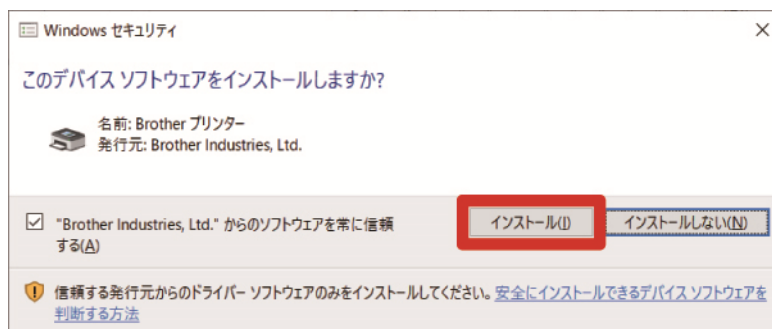 Windows セキュリティ
このデバイス ソフトウェアをインストールしますか?
名前: Brother プリンター
発行元: Brother Industries, Ltd.
"Brother Industries, Ltd." からのソフトウェアを常に信頼
する(A)
インストール(I)
インストールしない(N)
信頼する発行元からのドライバー ソフトウェアのみをインストールしてください。安全にインストールできるデバイス ソフトウェアを
判断する方法